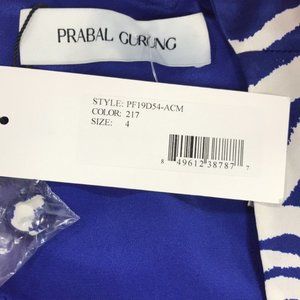 PRABAL GURUNG
STYLE: PF19D54-ACM
COLOR: 217
SIZE: 4
8 49612 38787 7